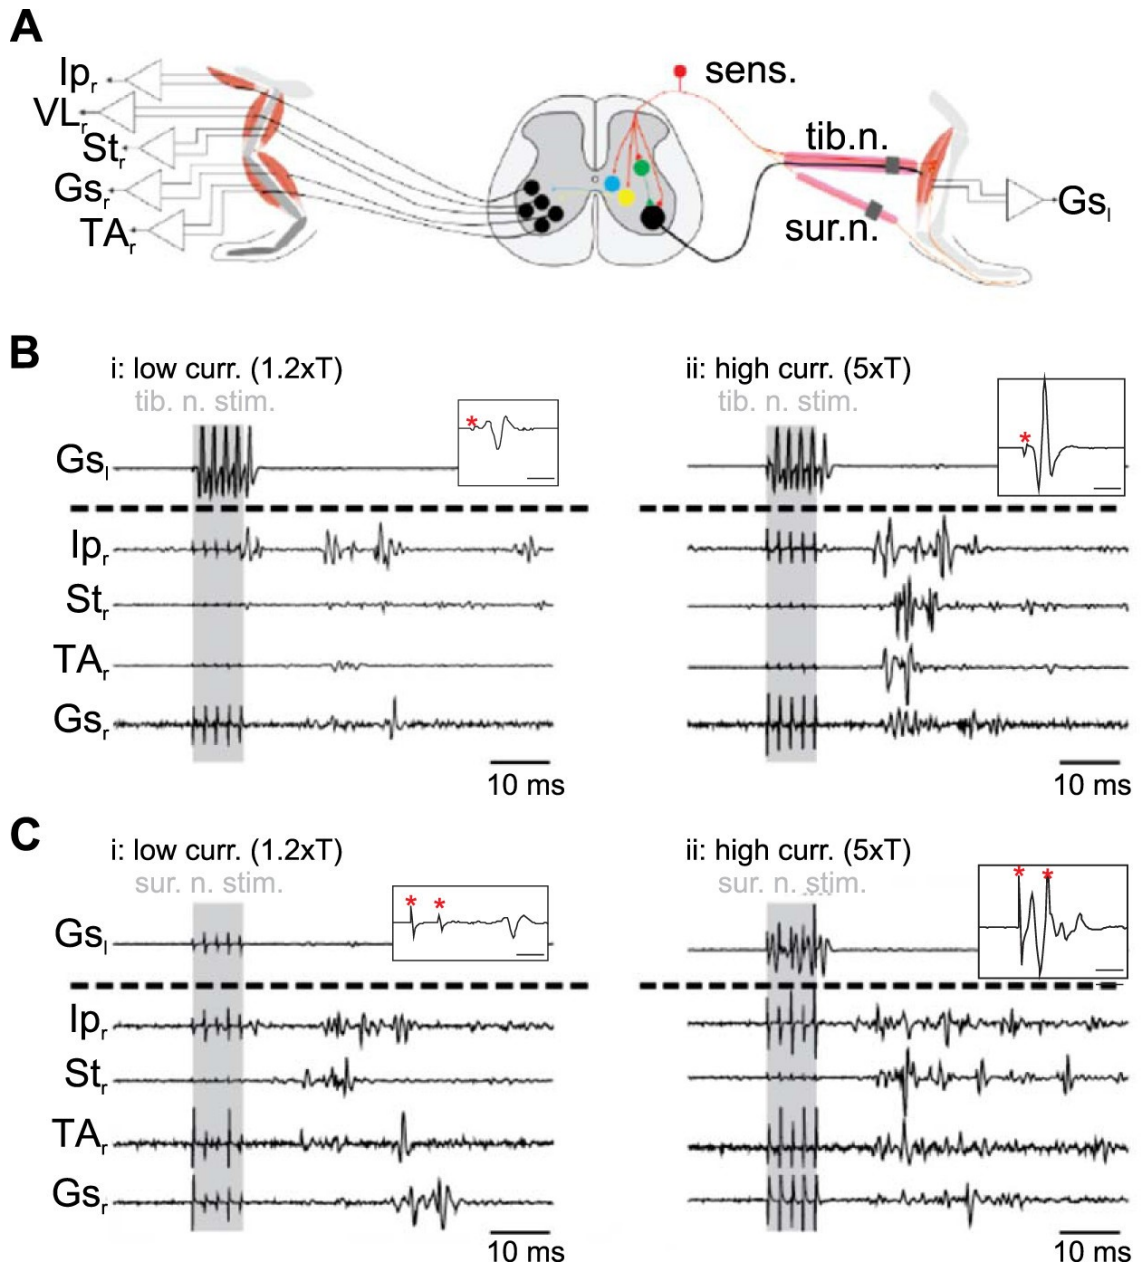 A
Ipr
VLr
Str
Gsr
TAr
sens.
tib.n.
sur.n.
Gsl
B
i: low curr. (1.2xT)
tib. n. stim.
ii: high curr. (5xT)
tib. n. stim.
*
*
Gsl
Ipr
Str
TAr
Gsr
10 ms
10 ms
C
i: low curr. (1.2xT)
sur. n. stim.
ii: high curr. (5xT)
sur. n. stim.
* *
* *
Gsl
Ipr
Str
TAr
Gsr
10 ms
10 ms